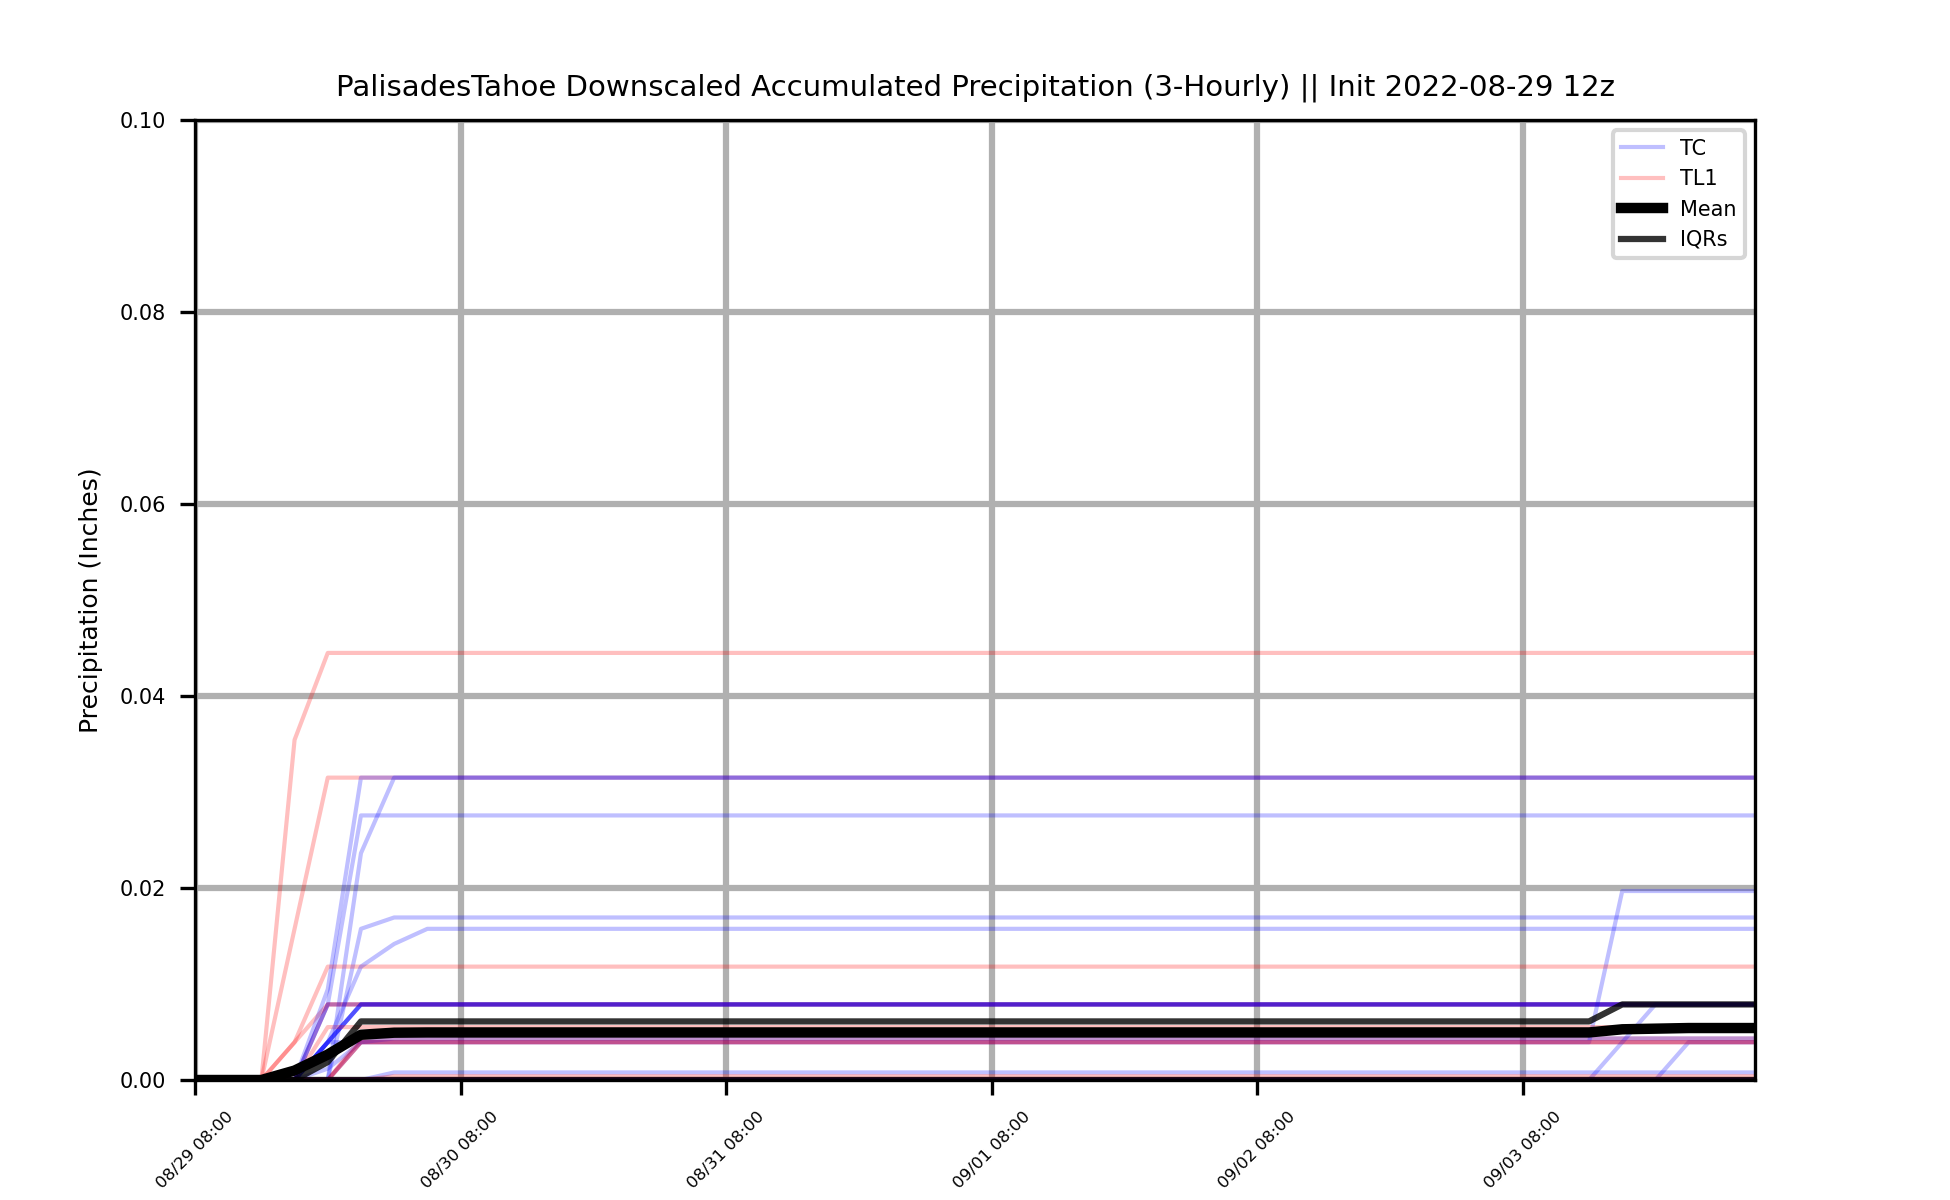 PalisadesTahoe Downscaled Accumulated Precipitation (3-Hourly) || Init 2022-08-29 12z
TC
TL1
Mean
IQRs
Precipitation (Inches)
0.10
0.08
0.06
0.04
0.02
0.00
08/29 08:00
08/30 08:00
08/31 08:00
09/01 08:00
09/02 08:00
09/03 08:00